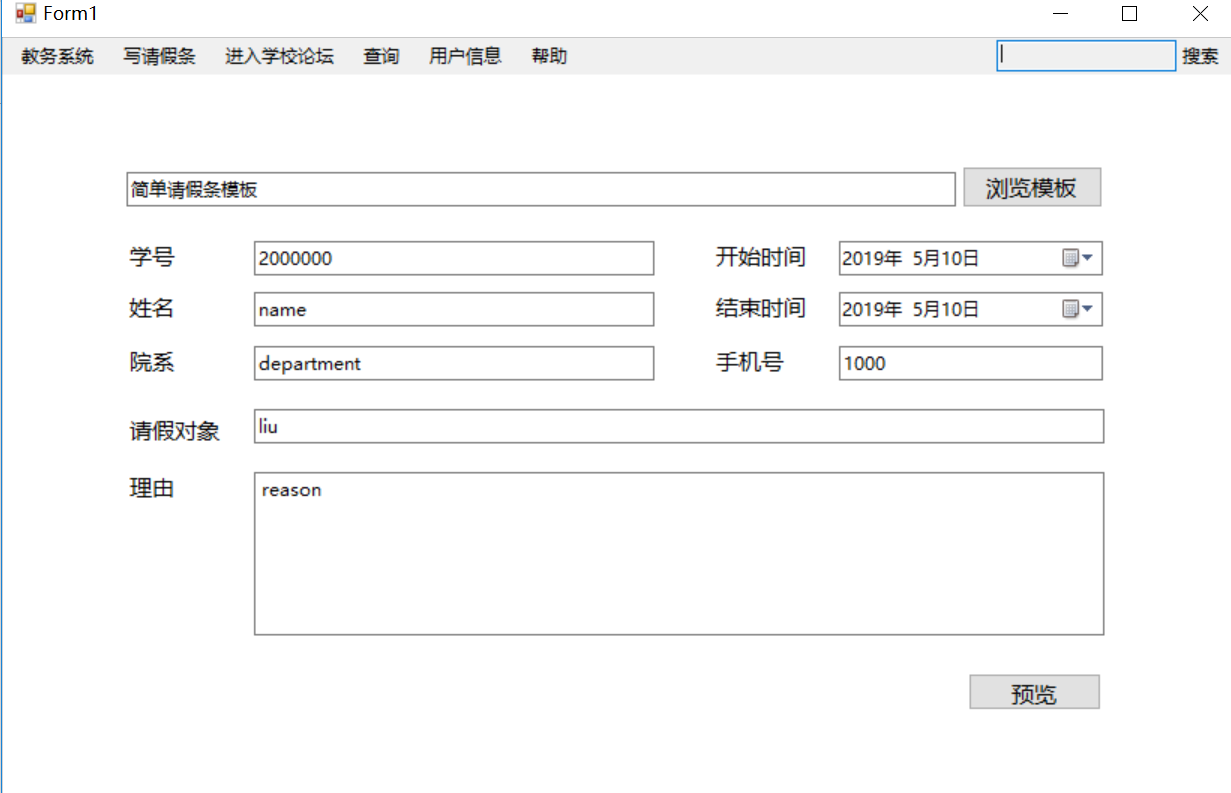 Form1
教务系统 写请假条 进入学校论坛 查询 用户信息 帮助 搜索
简单请假条模板 浏览模板
学号 2000000 开始时间 2019年 5月10日
姓名 name 结束时间 2019年 5月10日
院系 department 手机号 1000
请假对象 liu
理由 reason
预览